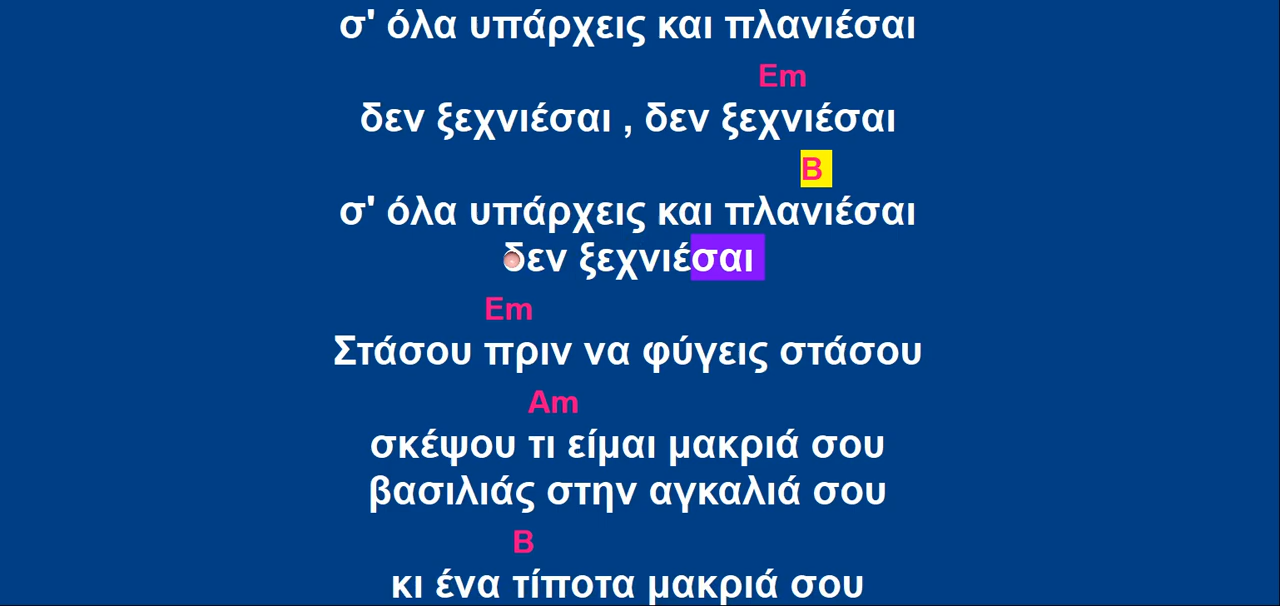 σ' όλα υπάρχεις και πλανιέσαι
Em
δεν ξεχνιέσαι , δεν ξεχνιέσαι
B
σ' όλα υπάρχεις και πλανιέσαι
δεν ξεχνιέσαι
Em
Στάσου πριν να φύγεις στάσου
Am
σκέψου τι είμαι μακριά σου
βασιλιάς στην αγκαλιά σου
B
κι ένα τίποτα μακριά σου